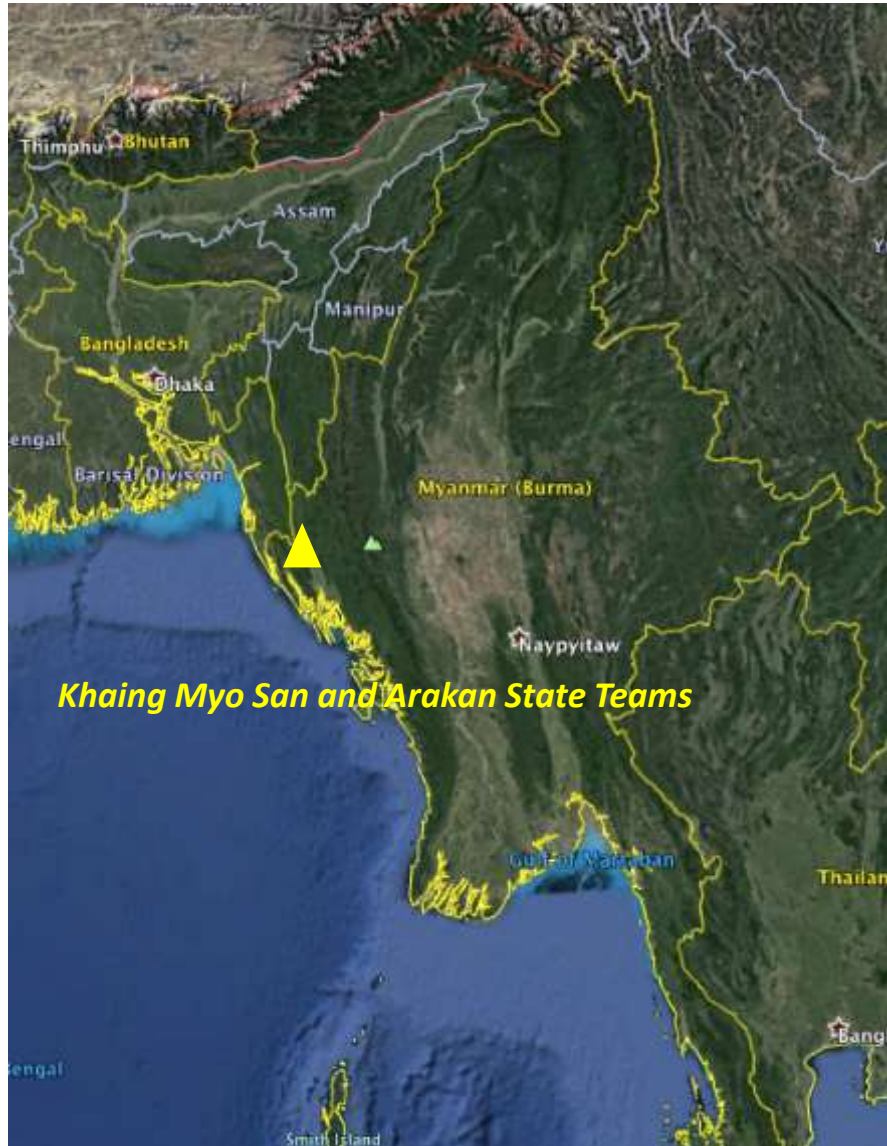 Thimphu
Bhutan
Assam
Manipur
Bangladesh
Dhaka
engal
Barisal Division
Myanmar (Burma)
Naypyitaw
Khaing Myo San and Arakan State Teams
Gulf of Martaban
Thailan
Bang
Bengal
Smith Island